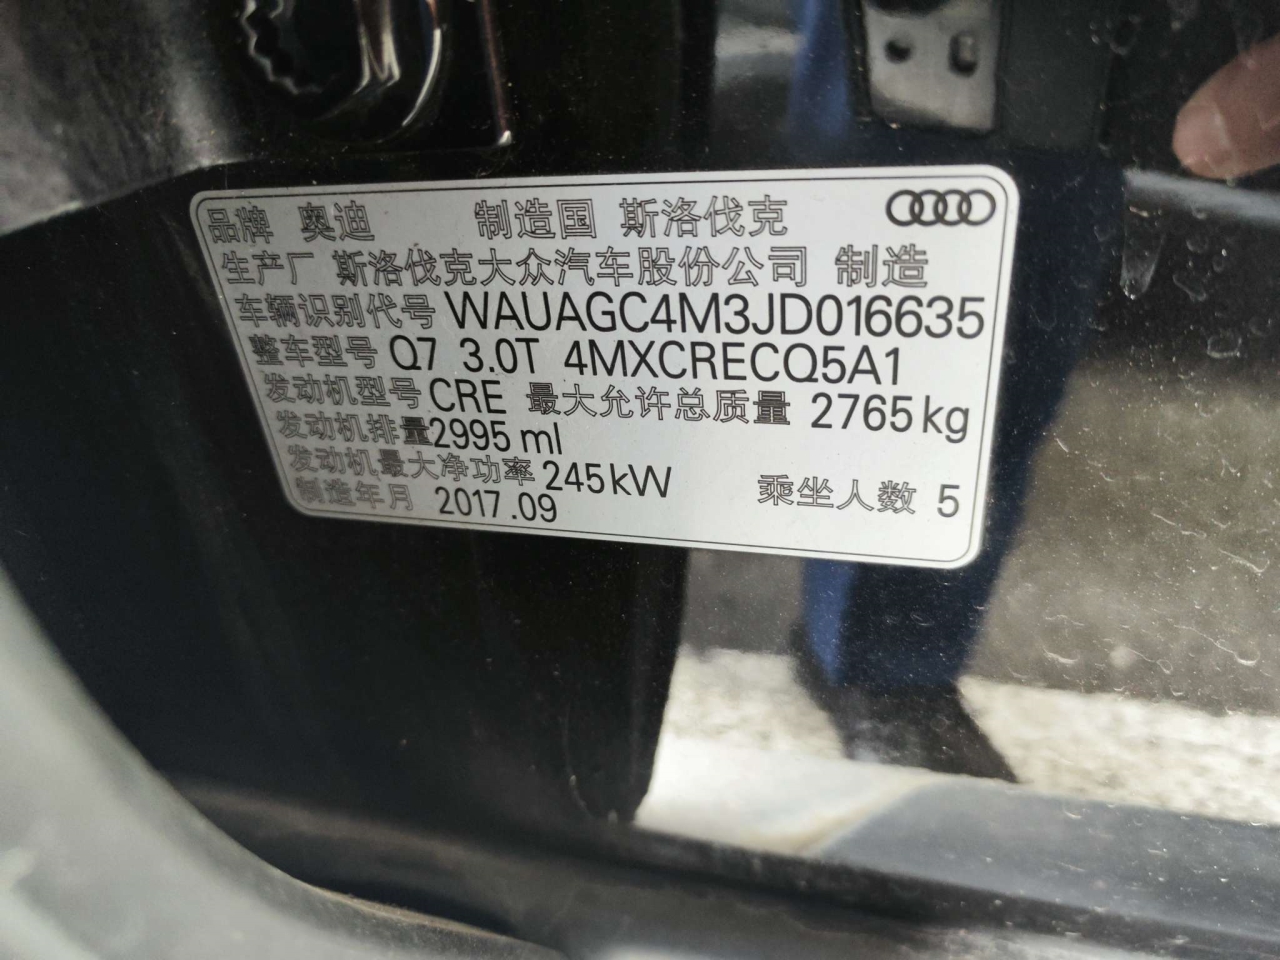 品牌 奥迪 制造国 斯洛伐克
生产厂 斯洛伐克大众汽车股份公司 制造
车辆识别代号 WAUAGC4M3JD016635
整车型号 Q7 3.0T 4MXCRECQ5A1
发动机型号 CRE 最大允许总质量 2765kg
发动机排量 2995 ml
发动机最大净功率 245kW
制造年月 2017.09 乘坐人数 5